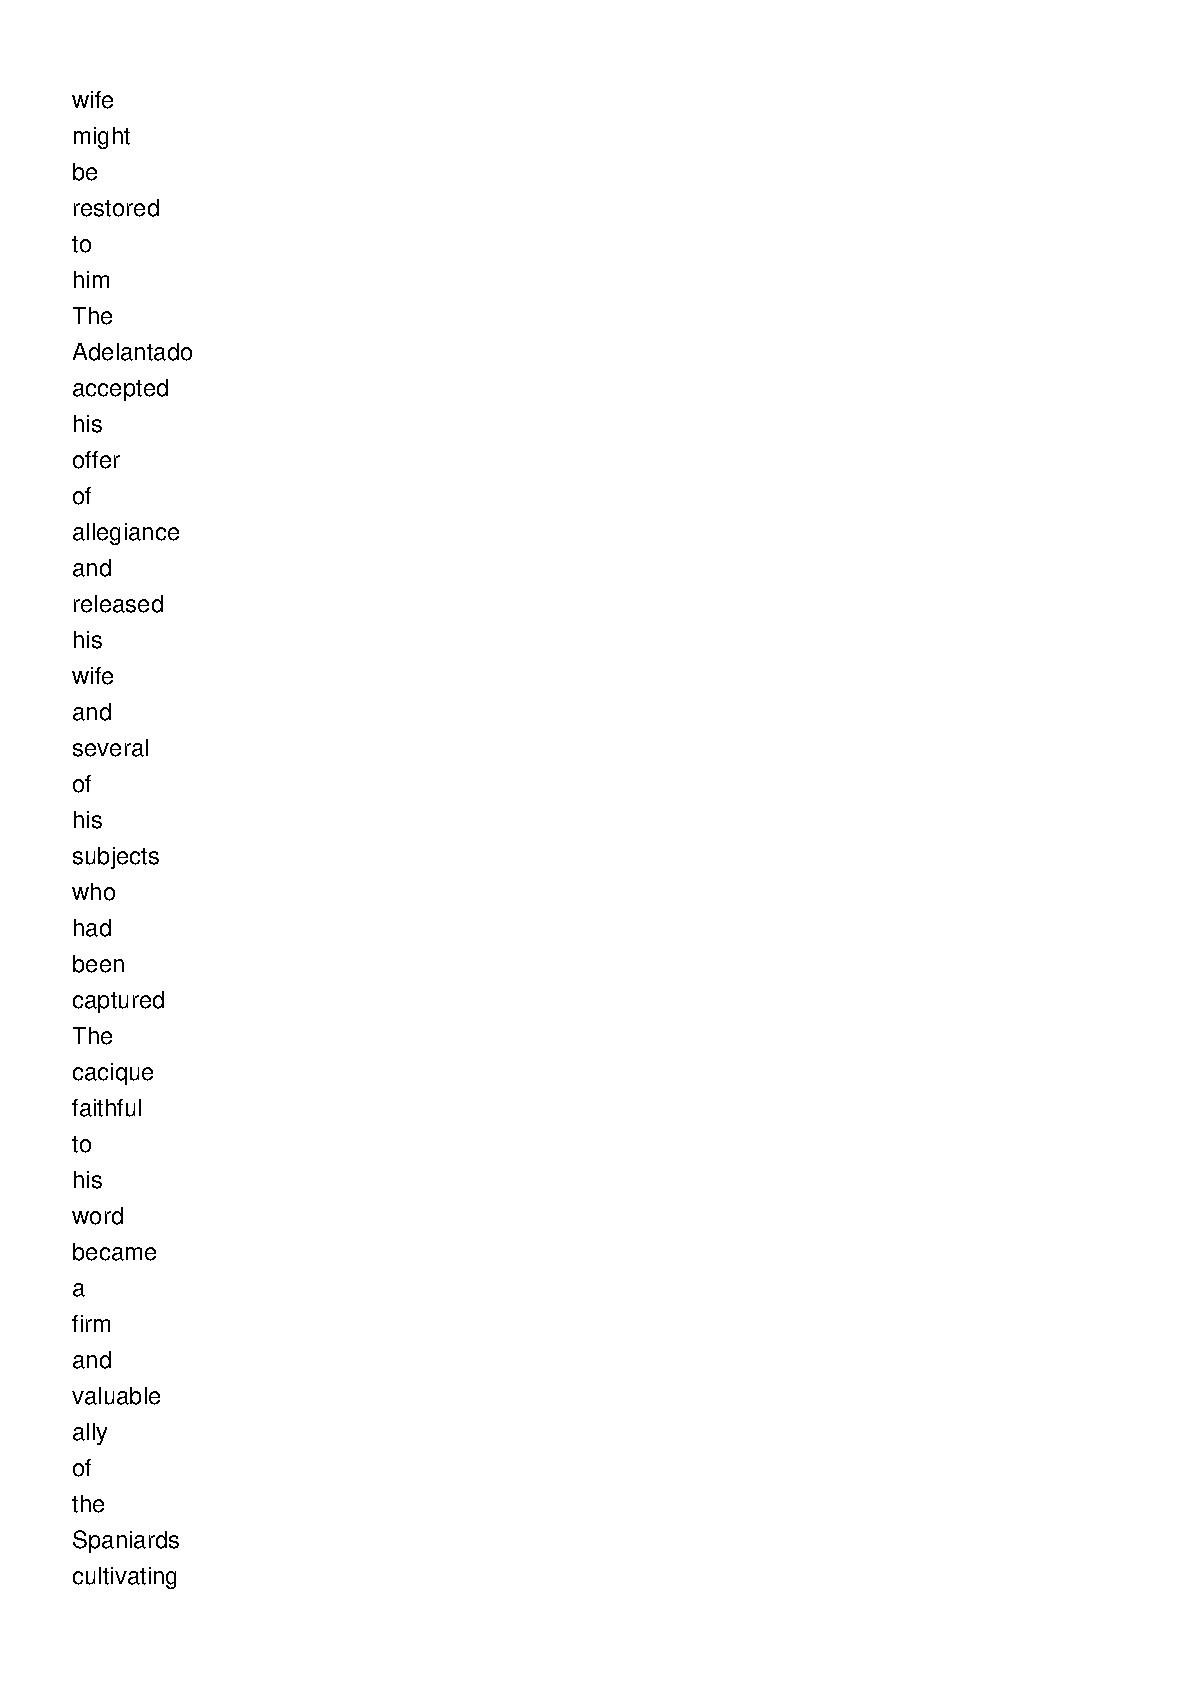 wife
might
be
restored
to
him
The
Adelantado
accepted
his
offer
of
allegiance
and
released
his
wife
and
several
of
his
subjects
who
had
been
captured
The
cacique
faithful
to
his
word
became
a
firm
and
valuable
ally
of
the
Spaniards
cultivating